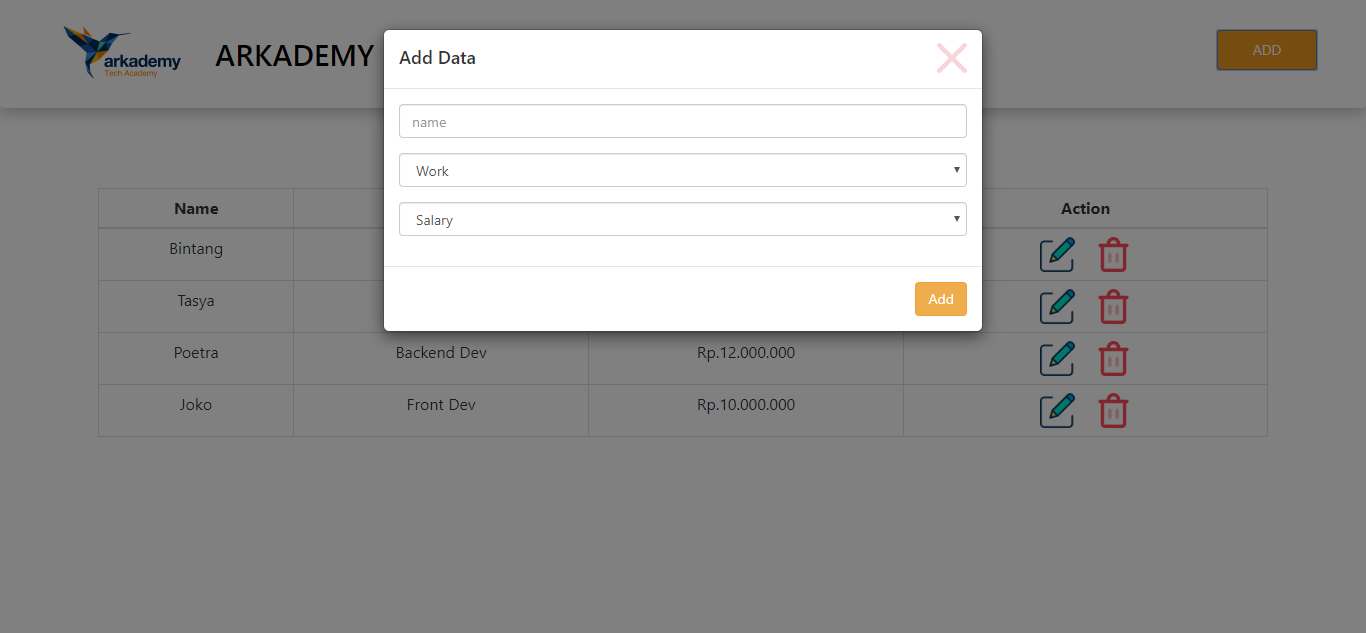 arkademy
Tech Academy
ARKADEMY
ADD
Add Data
name
Work
Salary
Add
Name Action
Bintang
Tasya
Poetra Backend Dev Rp.12.000.000
Joko Front Dev Rp.10.000.000